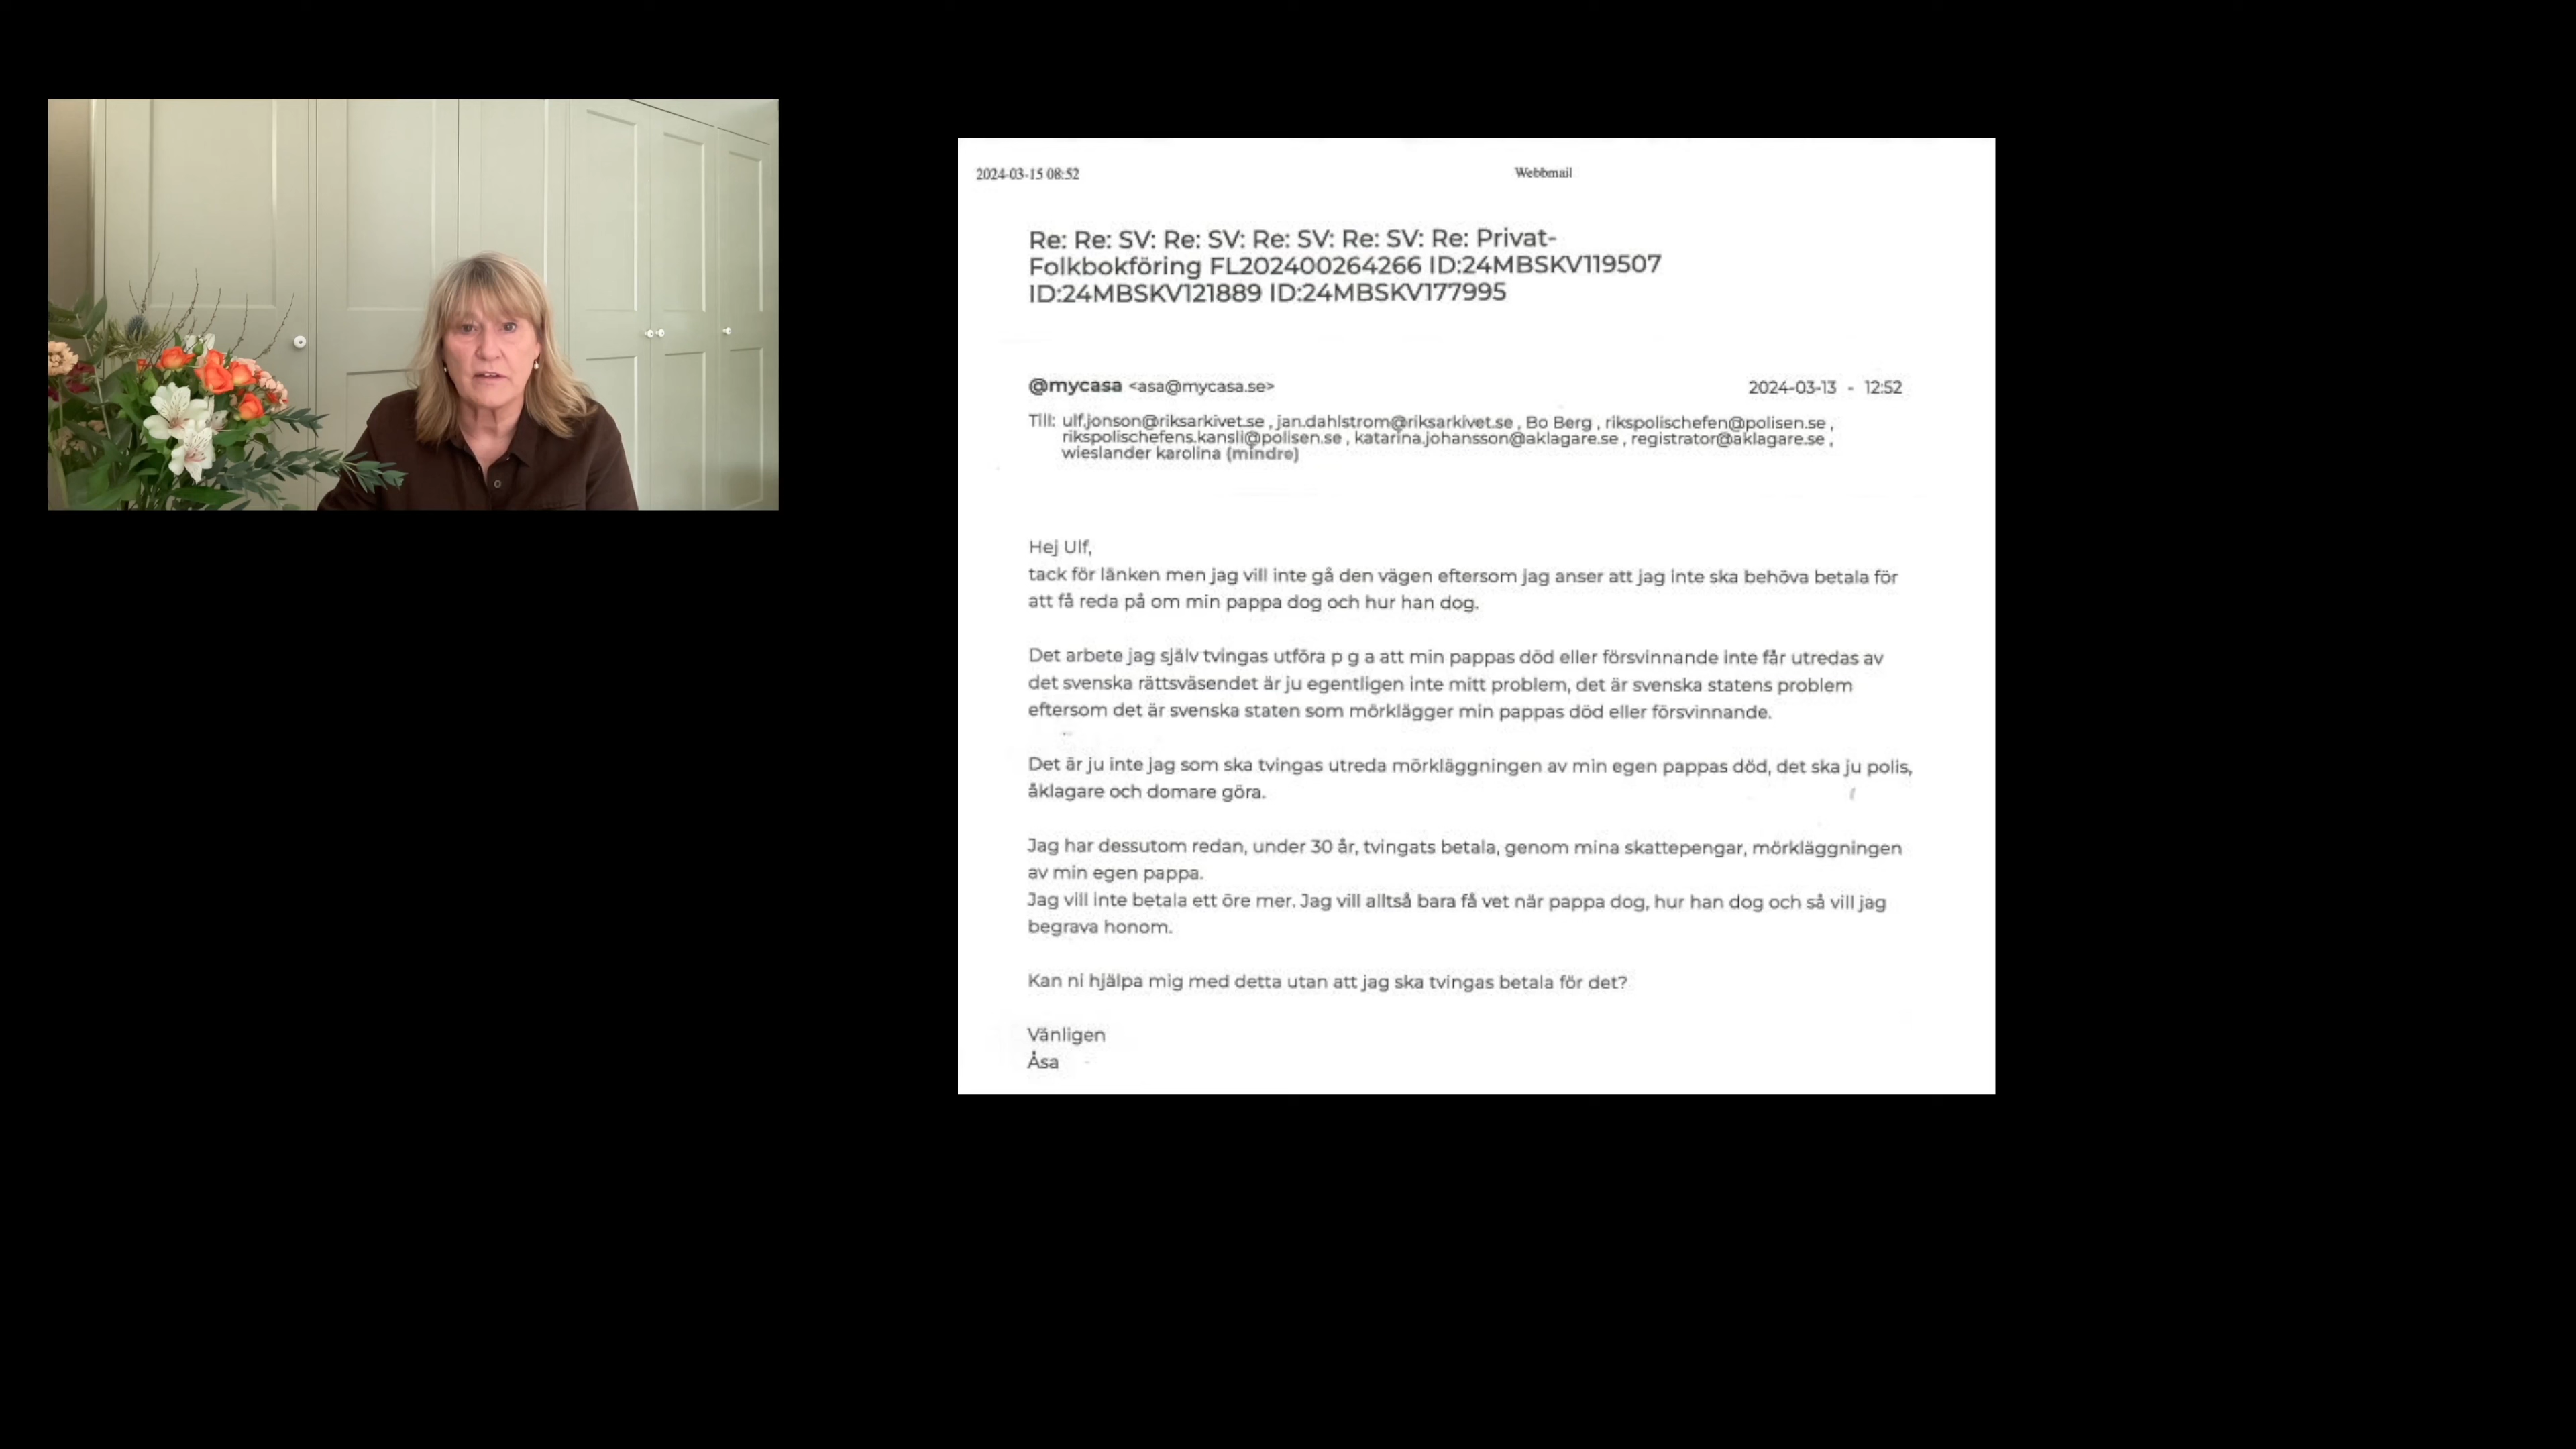 2024-03-15 08:52
Webbmail
Re: Re: SV: Re: SV: Re: SV: Re: SV: Re: Privat-
Folkbokföring FL202400264266 ID:24MBSKV119507
ID:24MBSKV121889 ID:24MBSKV177995
@mycasa <asa@mycasa.se>
2024-03-13 - 12:52
Till: ulf.jonson@riksarkivet.se , jan.dahlstrom@riksarkivet.se , Bo Berg , rikspolischefen@polisen.se ,
rikspolischefens.kansli@polisen.se , katarina.johansson@aklagare.se , registrator@aklagare.se ,
wieslander karolina (mindre)
Hej Ulf,
tack för länken men jag vill inte gå den vägen eftersom jag anser att jag inte ska behöva betala för
att få reda på om min pappa dog och hur han dog.
Det arbete jag själv tvingas utföra p g a att min pappas död eller försvinnande inte får utredas av
det svenska rättsväsendet är ju egentligen inte mitt problem, det är svenska statens problem
eftersom det är svenska staten som mörklägger min pappas död eller försvinnande.
Det är ju inte jag som ska tvingas utreda mörkläggningen av min egen pappas död, det ska ju polis,
åklagare och domare göra.
Jag har dessutom redan, under 30 år, tvingats betala, genom mina skattepengar, mörkläggningen
av min egen pappa.
Jag vill inte betala ett öre mer. Jag vill alltså bara få vet när pappa dog, hur han dog och så vill jag
begrava honom.
Kan ni hjälpa mig med detta utan att jag ska tvingas betala för det?
Vänligen
Åsa